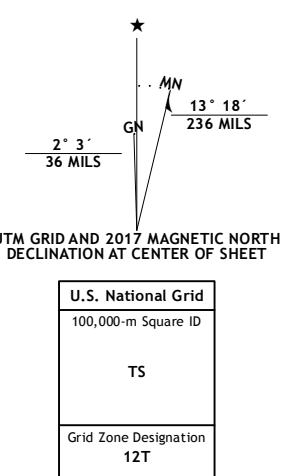 MN
GN
13° 18´
236 MILS
2° 3´
36 MILS
UTM GRID AND 2017 MAGNETIC NORTH
DECLINATION AT CENTER OF SHEET
U.S. National Grid
100,000-m Square ID
TS
Grid Zone Designation
12T